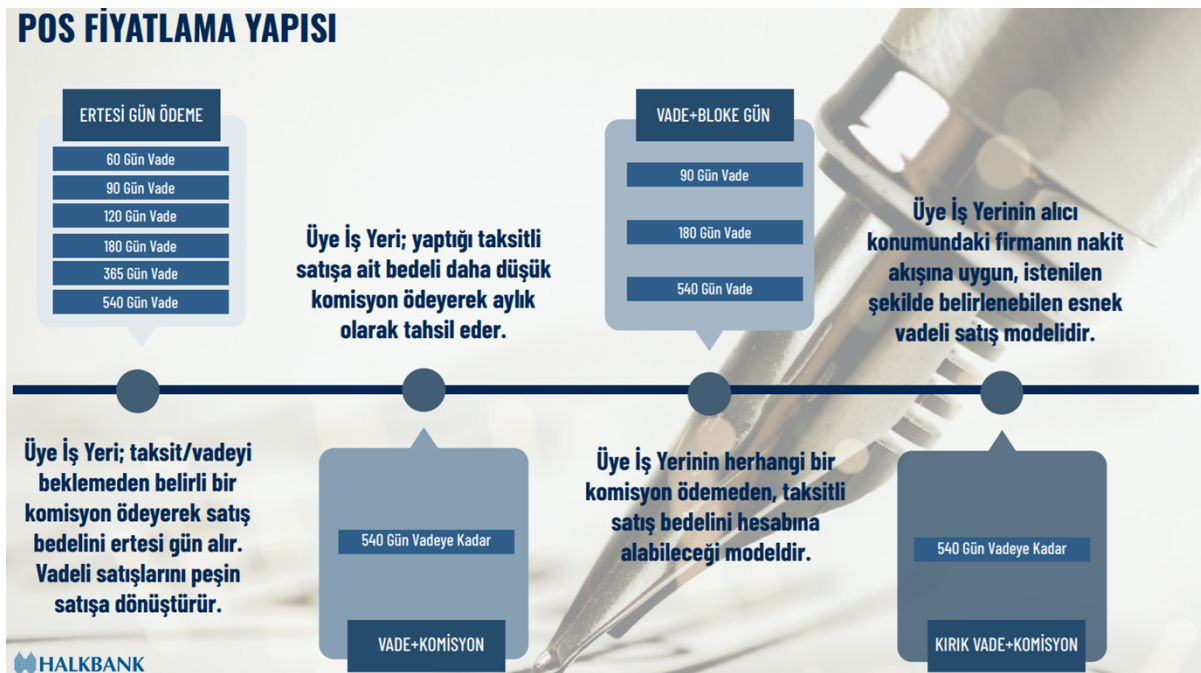 POS FİYATLAMA YAPISI
ERTESİ GÜN ÖDEME
60 Gün Vade
90 Gün Vade
120 Gün Vade
180 Gün Vade
365 Gün Vade
540 Gün Vade
Üye İş Yeri; taksit/vadeyi
beklemeden belirli bir
komisyon ödeyerek satış
bedelini ertesi gün alır.
Vadeli satışlarını peşin
satışa dönüştürür.
Üye İş Yeri; yaptığı taksitli
satışa ait bedeli daha düşük
komisyon ödeyerek aylık
olarak tahsil eder.
540 Gün Vadeye Kadar
VADE+KOMİSYON
VADE+BLOKE GÜN
90 Gün Vade
180 Gün Vade
540 Gün Vade
Üye İş Yerinin herhangi bir
komisyon ödemeden, taksitli
satış bedelini hesabına
alabileceği modeldir.
Üye İş Yerinin alıcı
konumundaki firmanın nakit
akışına uygun, istenilen
şekilde belirlenebilen esnek
vadeli satış modelidir.
540 Gün Vadeye Kadar
KIRIK VADE+KOMİSYON
HALKBANK